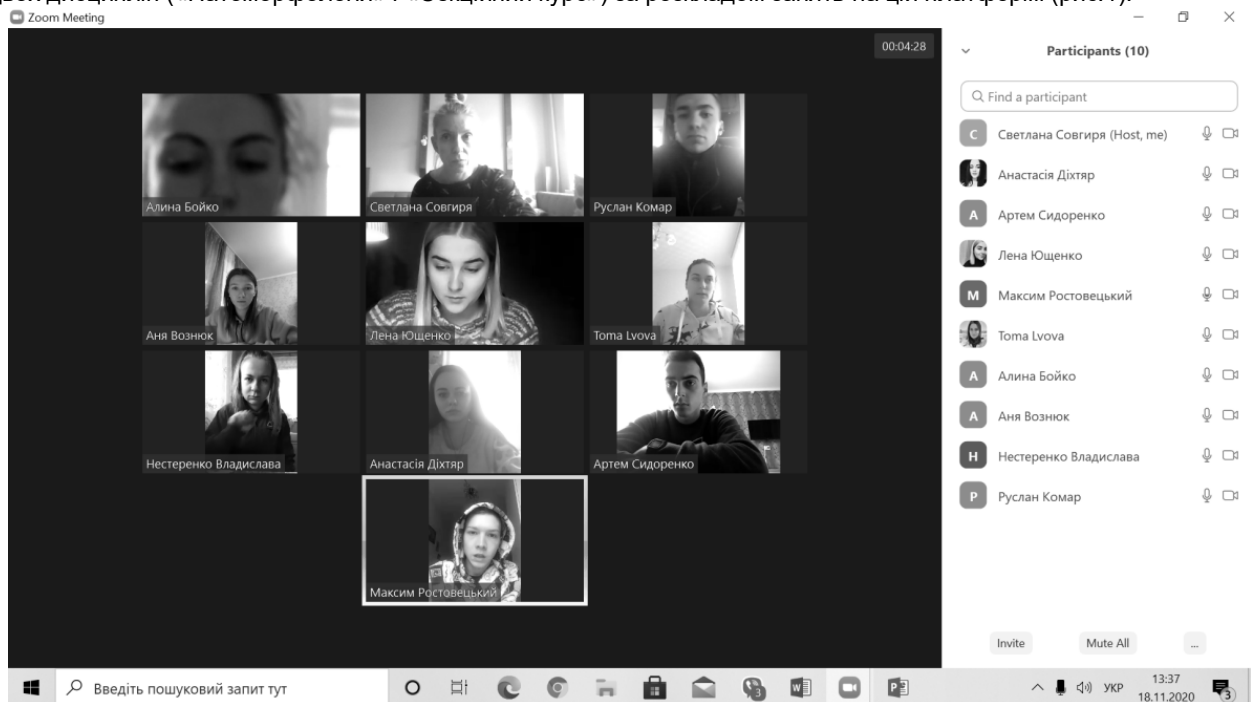 Zoom Meeting
00:04:28
Participants (10)
Find a participant
Алина Бойко
Светлана Совгиря
Руслан Комар
Аня Вознюк
Лена Ющенко
Toma Lvova
Нестеренко Владислава
Анастасія Діхтяр
Артем Сидоренко
Максим Ростовецький
C Светлана Совгиря (Host, me)
Анастасія Діхтяр
А Артем Сидоренко
Лена Ющенко
М Максим Ростовецький
Toma Lvova
А Алина Бойко
А Аня Вознюк
Н Нестеренко Владислава
Р Руслан Комар
Invite
Mute All
...
Введіть пошуковий запит тут
3
УКР
13:37
18.11.2020
3